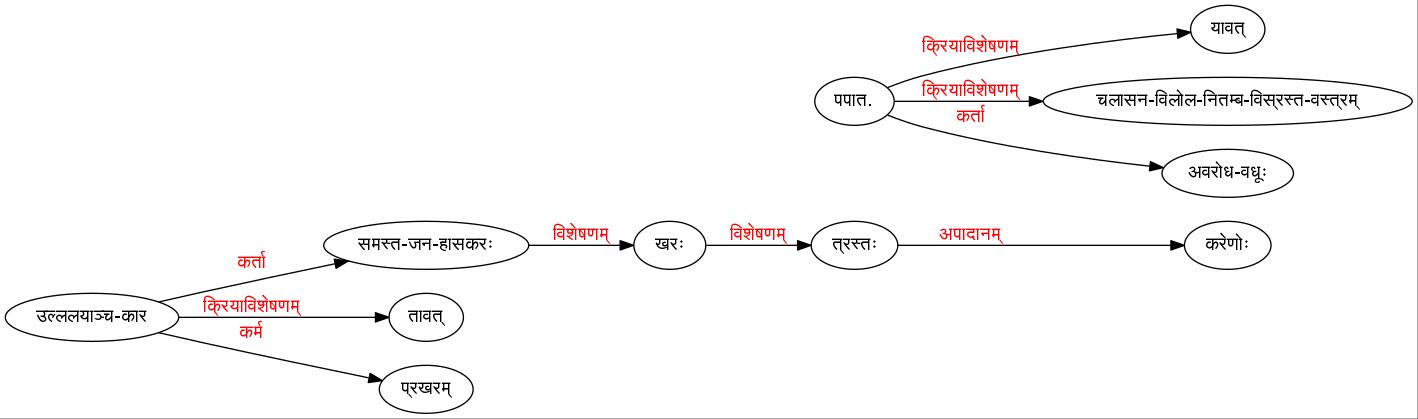 यावत्
क्रियाविशेषणम्
पपात.
क्रियाविशेषणम्
चलासन-विलोल-नितम्ब-विस्रस्त-वस्त्रम्
कर्ता
अवरोध-वधूः
समस्त-जन-हासकरः
विशेषणम्
खरः
विशेषणम्
त्रस्तः
अपादानम्
करेणोः
कर्ता
उल्ललयाञ्च-कार
क्रियाविशेषणम्
तावत्
कर्म
प्रखरम्